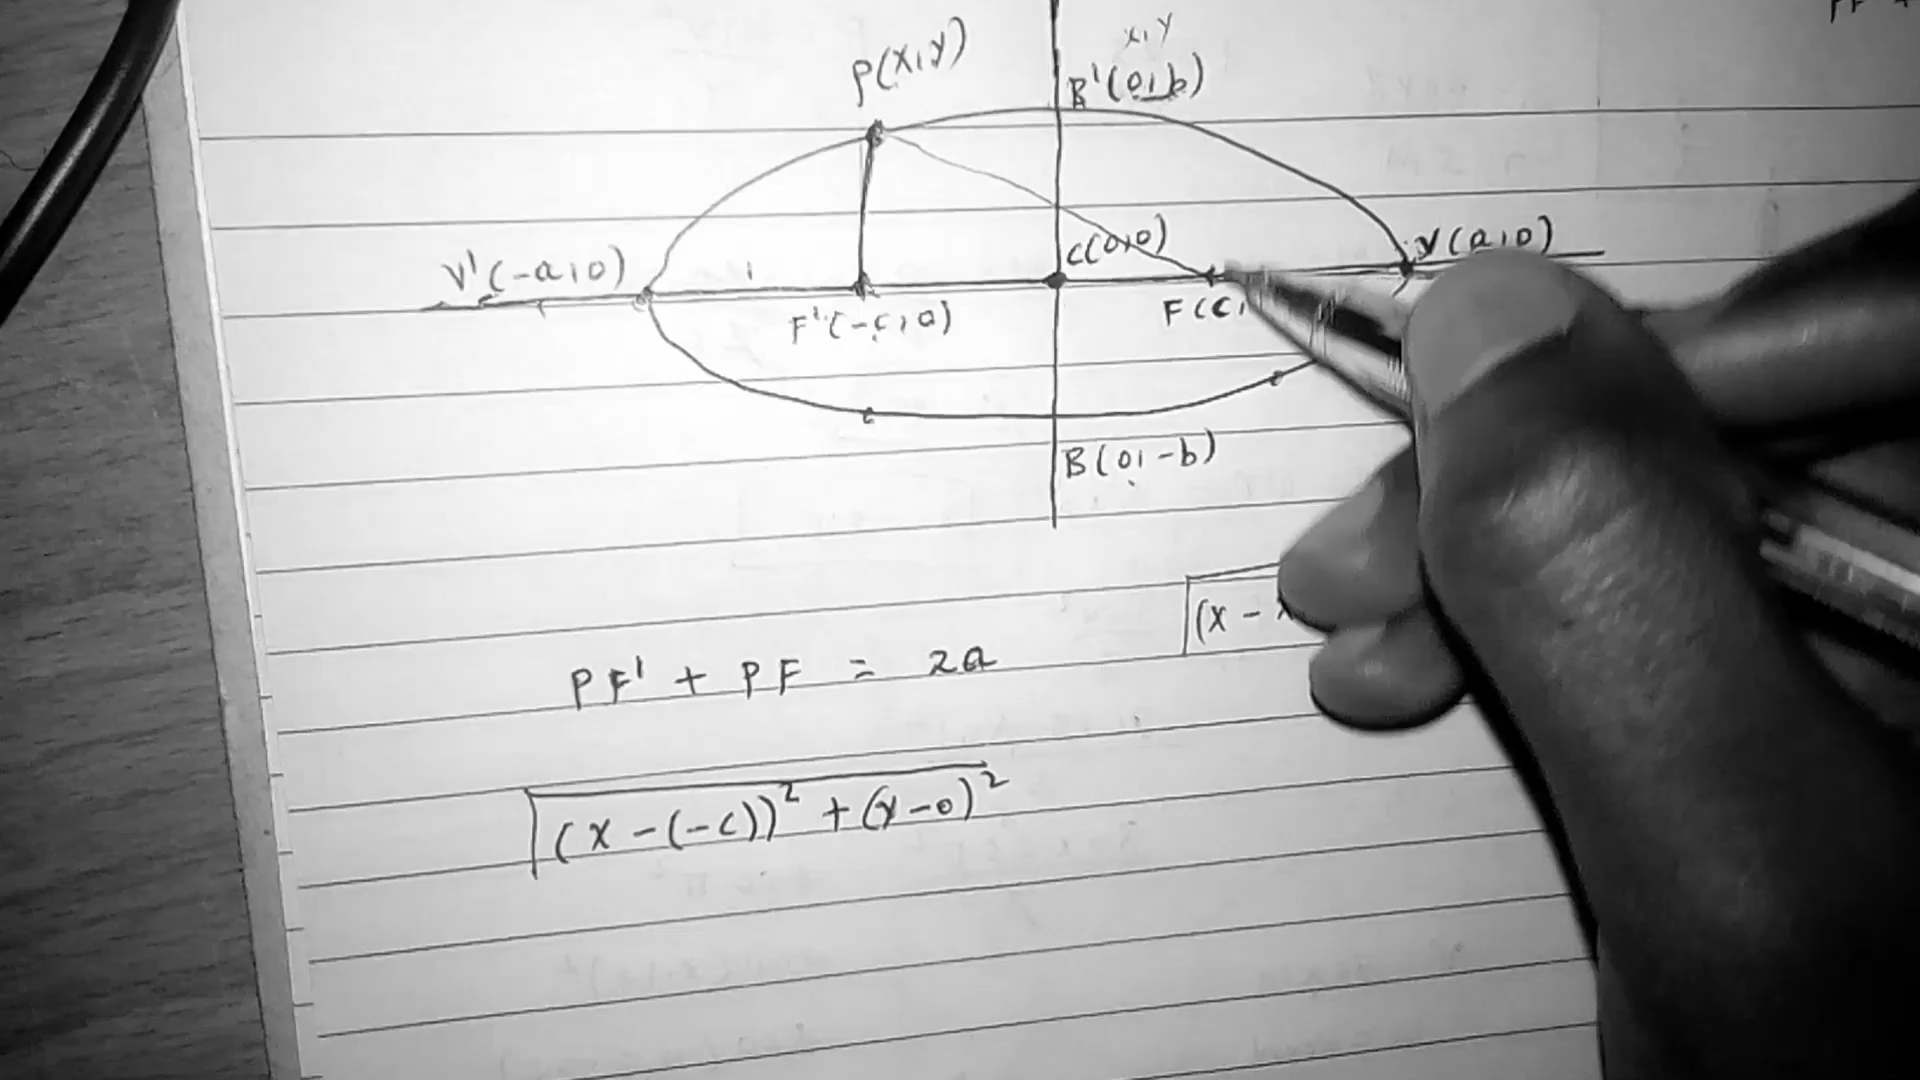 x,y
P(x,y)
B'(0,b)
C(0,0)
V(a,0)
V'(-a,0)
F'(-c,0)
F(c,
B(0,-b)
(x-
PF' + PF = 2a
√(x-(-c))² + (y-0)²